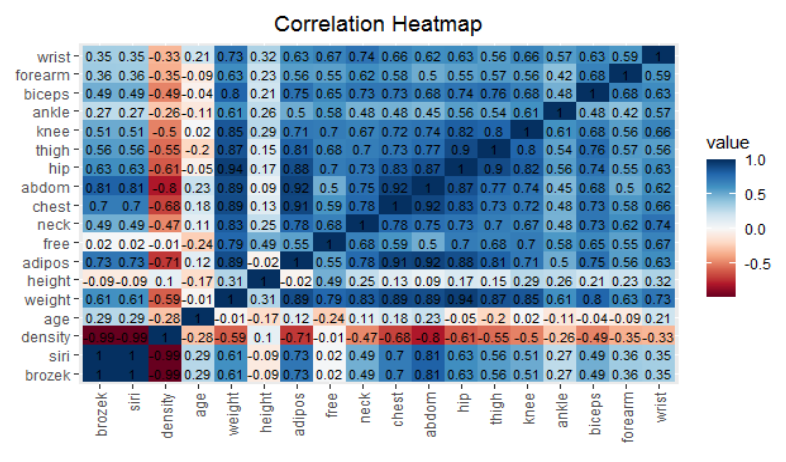 Correlation Heatmap
wrist 0.35 0.35 -0.33 0.21 0.73 0.32 0.63 0.67 0.74 0.66 0.62 0.63 0.56 0.66 0.57 0.63 0.59 1
forearm 0.36 0.36 -0.35 -0.09 0.63 0.23 0.56 0.55 0.62 0.58 0.5 0.55 0.57 0.56 0.42 0.68 1 0.59
biceps 0.49 0.49 -0.49 -0.04 0.8 0.21 0.75 0.65 0.73 0.73 0.68 0.74 0.76 0.68 0.48 1 0.68 0.63
ankle 0.27 0.27 -0.26 -0.11 0.61 0.26 0.5 0.58 0.48 0.48 0.45 0.56 0.54 0.61 1 0.48 0.42 0.57
knee 0.51 0.51 -0.5 0.02 0.85 0.29 0.71 0.7 0.67 0.72 0.74 0.82 0.8 1 0.61 0.68 0.56 0.66
thigh 0.56 0.56 -0.55 -0.2 0.87 0.15 0.81 0.68 0.7 0.73 0.77 0.9 1 0.8 0.54 0.76 0.57 0.56
hip 0.63 0.63 -0.61 -0.05 0.94 0.17 0.88 0.7 0.73 0.83 0.87 1 0.9 0.82 0.56 0.74 0.55 0.63
abdom 0.81 0.81 -0.8 0.23 0.89 0.09 0.92 0.5 0.75 0.92 1 0.87 0.77 0.74 0.45 0.68 0.5 0.62
chest 0.7 0.7 -0.68 0.18 0.89 0.13 0.91 0.59 0.78 1 0.92 0.83 0.73 0.72 0.48 0.73 0.58 0.66
neck 0.49 0.49 -0.47 0.11 0.83 0.25 0.78 0.68 1 0.78 0.75 0.73 0.7 0.67 0.48 0.73 0.62 0.74
free 0.02 0.02 -0.01 -0.24 0.79 0.49 0.55 1 0.68 0.59 0.5 0.7 0.68 0.7 0.58 0.65 0.55 0.67
adipos 0.73 0.73 -0.71 0.12 0.89 -0.02 1 0.55 0.78 0.91 0.92 0.88 0.81 0.71 0.5 0.75 0.56 0.63
height -0.09 -0.09 0.1 -0.17 0.31 1 -0.02 0.49 0.25 0.13 0.09 0.17 0.15 0.29 0.26 0.21 0.23 0.32
weight 0.61 0.61 -0.59 -0.01 1 0.31 0.89 0.79 0.83 0.89 0.89 0.94 0.87 0.85 0.61 0.8 0.63 0.73
age 0.29 0.29 -0.28 1 -0.01 -0.17 0.12 -0.24 0.11 0.18 0.23 -0.05 -0.2 0.02 -0.11 -0.04 -0.09 0.21
density -0.99 -0.99 1 -0.28 -0.59 0.1 -0.71 -0.01 -0.47 -0.68 -0.8 -0.61 -0.55 -0.5 -0.26 -0.49 -0.35 -0.33
siri 1 1 -0.99 0.29 0.61 -0.09 0.73 0.02 0.49 0.7 0.81 0.63 0.56 0.51 0.27 0.49 0.36 0.35
brozek 1 1 -0.99 0.29 0.61 -0.09 0.73 0.02 0.49 0.7 0.81 0.63 0.56 0.51 0.27 0.49 0.36 0.35
brozek siri density age weight height adipos free neck chest abdom hip thigh knee ankle biceps forearm wrist
value
1.0
0.5
0.0
-0.5